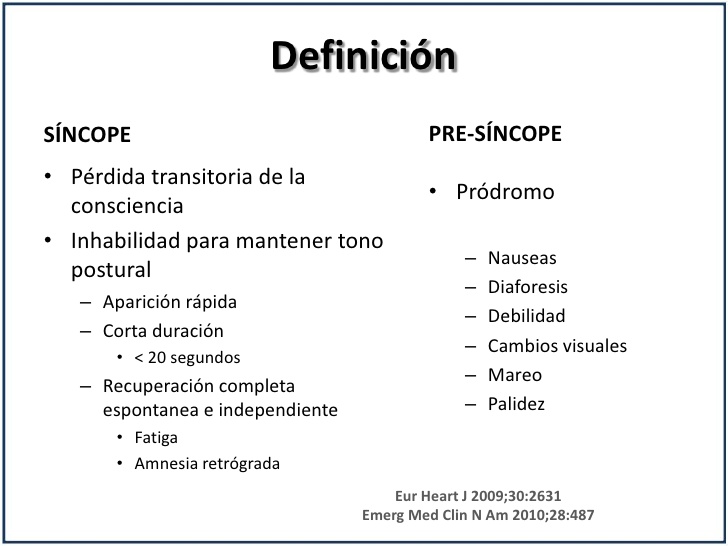 Definición
SÍNCOPE
• Pérdida transitoria de la
consciencia
• Inhabilidad para mantener tono
postural
– Aparición rápida
– Corta duración
• < 20 segundos
– Recuperación completa
espontanea e independiente
• Fatiga
• Amnesia retrógrada
PRE-SÍNCOPE
• Pródromo
– Nauseas
– Diaforesis
– Debilidad
– Cambios visuales
– Mareo
– Palidez
Eur Heart J 2009;30:2631
Emerg Med Clin N Am 2010;28:487